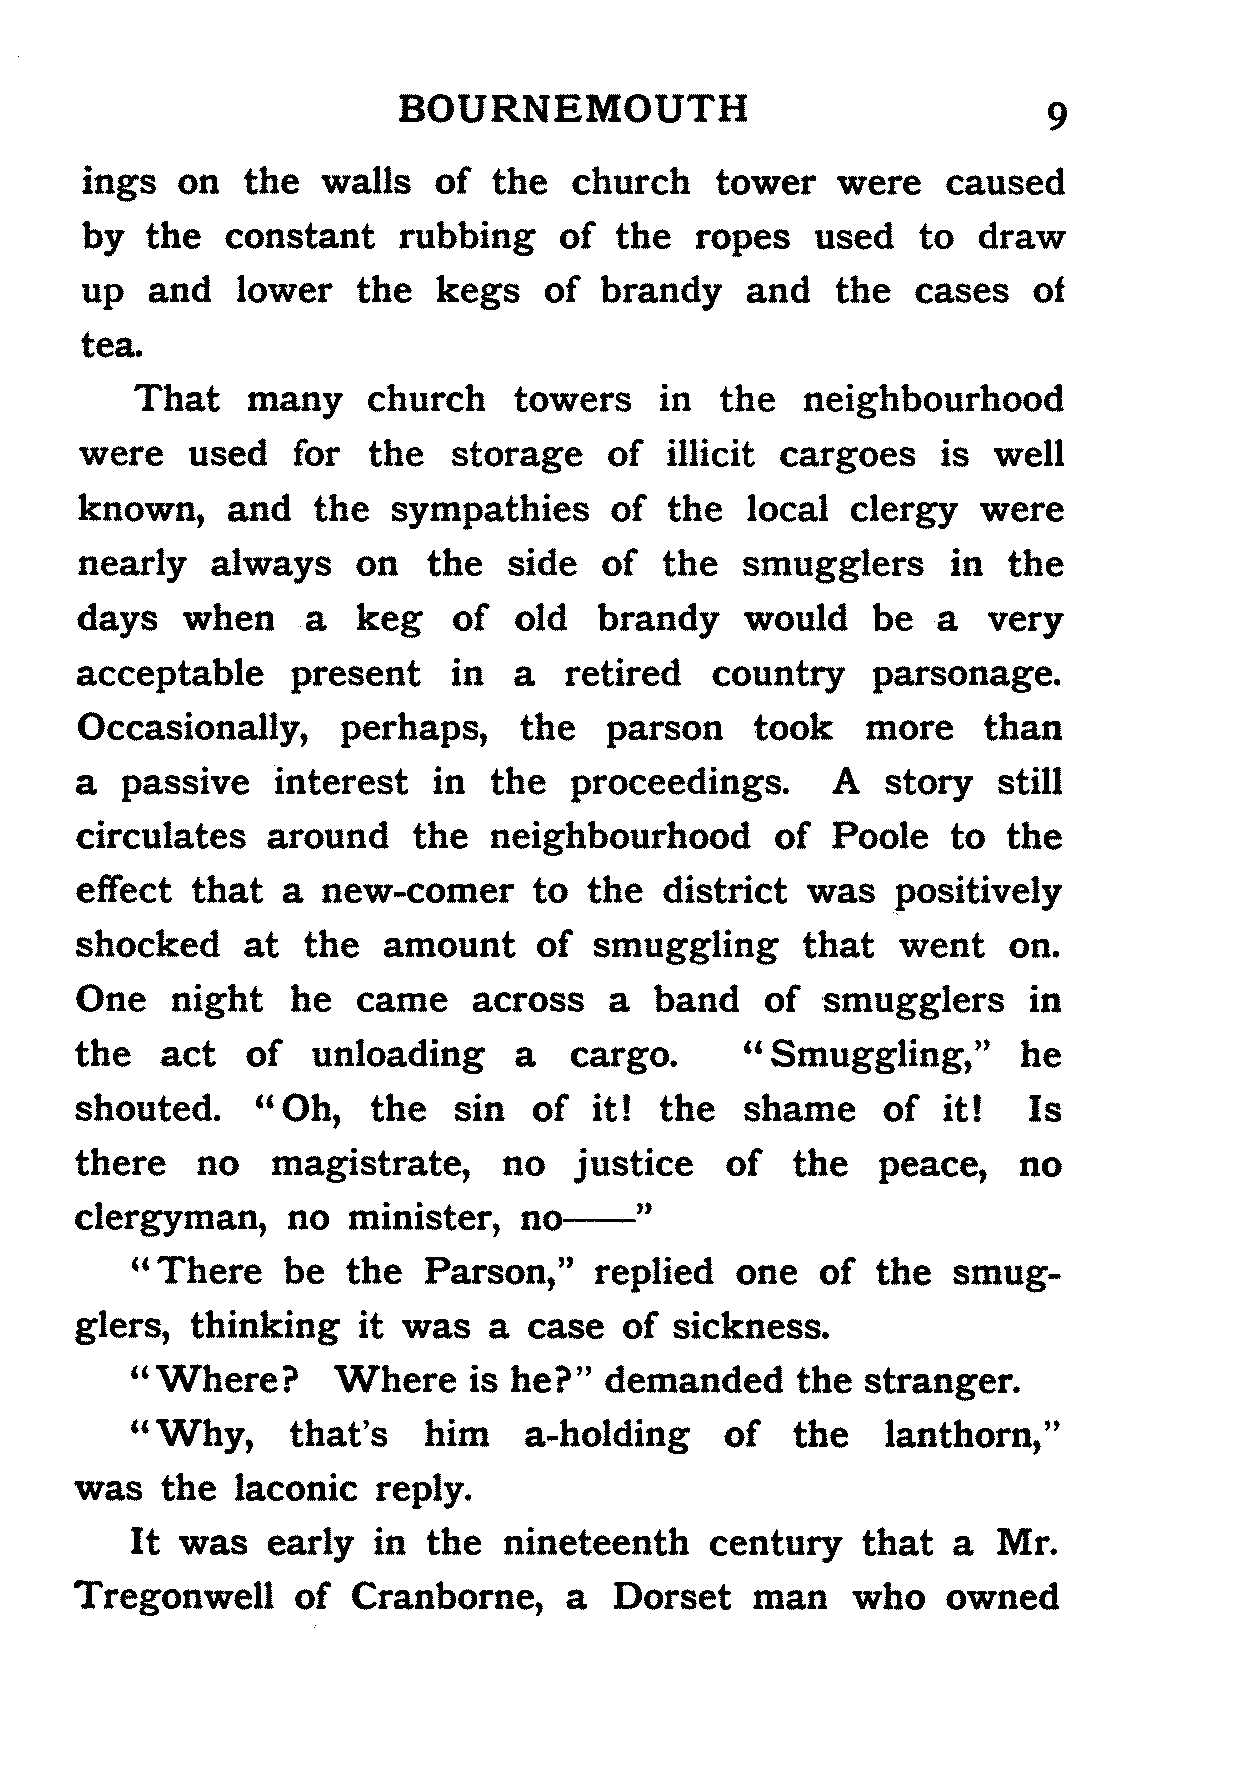 BOURNEMOUTH 9
ings on the walls of the church tower were caused
by the constant rubbing of the ropes used to draw
up and lower the kegs of brandy and the cases of
tea.
That many church towers in the neighbourhood
were used for the storage of illicit cargoes is well
known, and the sympathies of the local clergy were
nearly always on the side of the smugglers in the
days when a keg of old brandy would be a very
acceptable present in a retired country parsonage.
Occasionally, perhaps, the parson took more than
a passive interest in the proceedings. A story still
circulates around the neighbourhood of Poole to the
effect that a new-comer to the district was positively
shocked at the amount of smuggling that went on.
One night he came across a band of smugglers in
the act of unloading a cargo. “Smuggling,” he
shouted. “Oh, the sin of it! the shame of it! Is
there no magistrate, no justice of the peace, no
clergyman, no minister, no——”
“There be the Parson,” replied one of the smug-
glers, thinking it was a case of sickness.
“Where? Where is he?” demanded the stranger.
“Why, that's him a-holding of the lanthorn,”
was the laconic reply.
It was early in the nineteenth century that a Mr.
Tregonwell of Cranborne, a Dorset man who owned